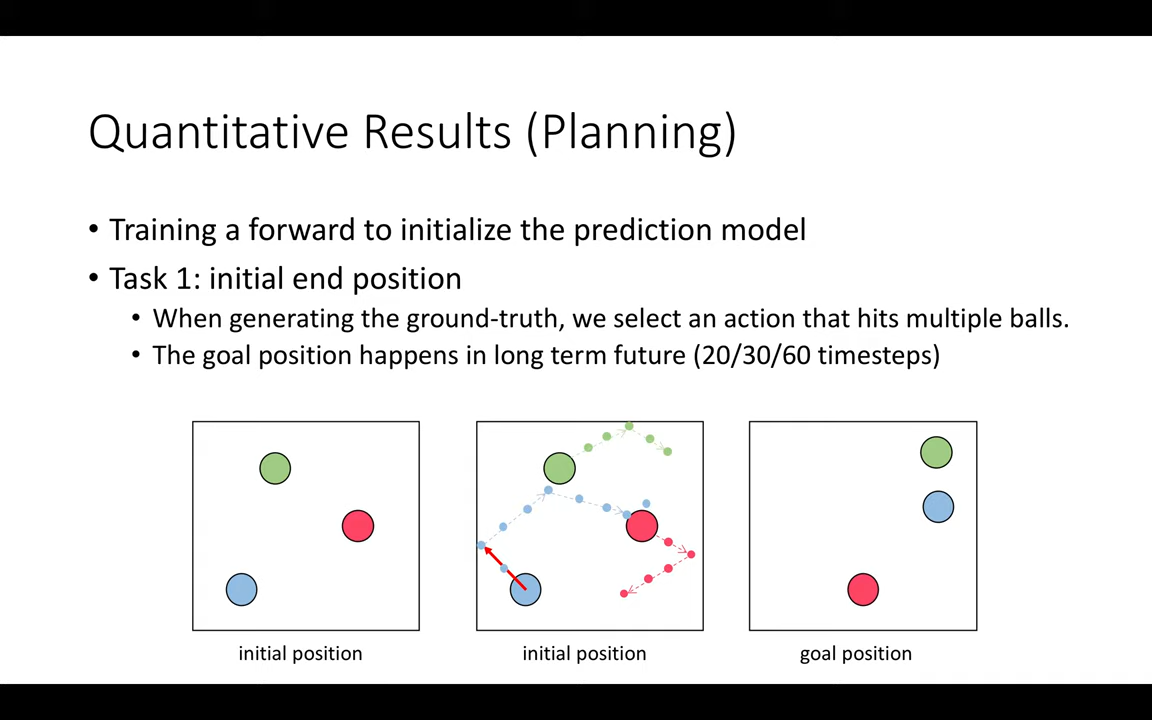 Quantitative Results (Planning)
• Training a forward to initialize the prediction model
• Task 1: initial end position
• When generating the ground-truth, we select an action that hits multiple balls.
• The goal position happens in long term future (20/30/60 timesteps)
initial position
initial position
goal position